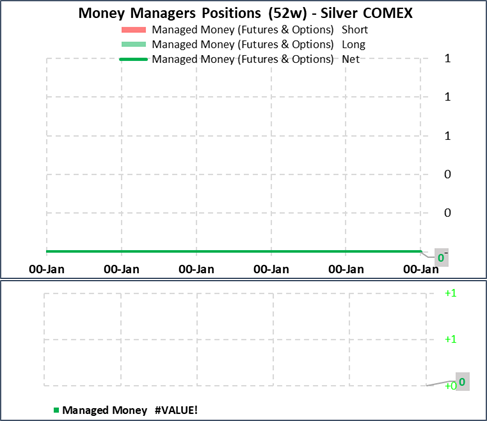 Money Managers Positions (52w) - Silver COMEX
Managed Money (Futures & Options) Short
Managed Money (Futures & Options) Long
Managed Money (Futures & Options) Net
1
1
1
0
0
0-
00-Jan 00-Jan 00-Jan 00-Jan 00-Jan 00-Jan
+1
+1
+0 0
Managed Money #VALUE!